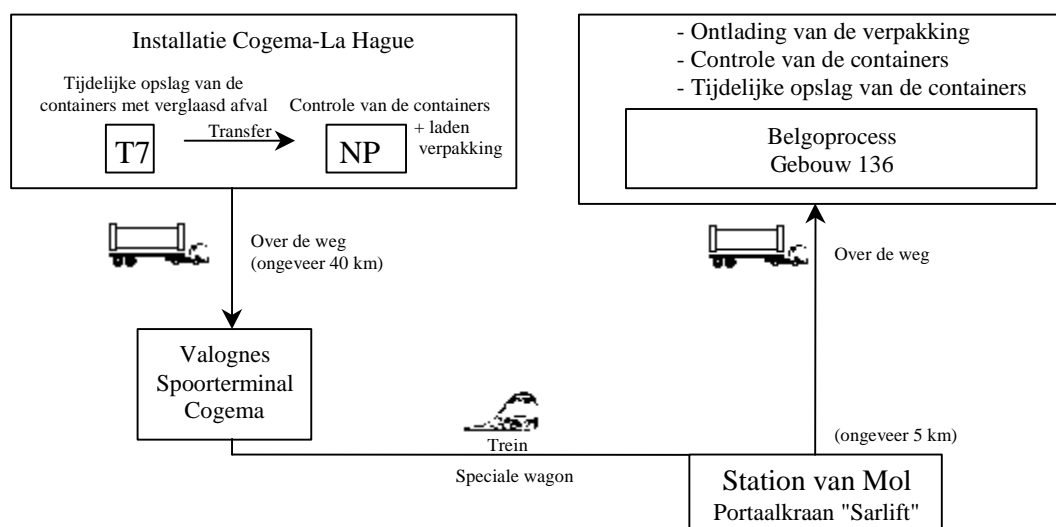 Installatie Cogema-La Hague
Tijdelijke opslag van de
containers met verglaasd afval
T7
Transfer
Controle van de containers
NP
+ laden
verpakking
Over de weg
(ongeveer 40 km)
Valognes
Spoorterminal
Cogema
Trein
Speciale wagon
Station van Mol
Portaalkraan "Sarlift"
(ongeveer 5 km)
Over de weg
- Ontlading van de verpakking
- Controle van de containers
- Tijdelijke opslag van de containers
Belgoprocess
Gebouw 136